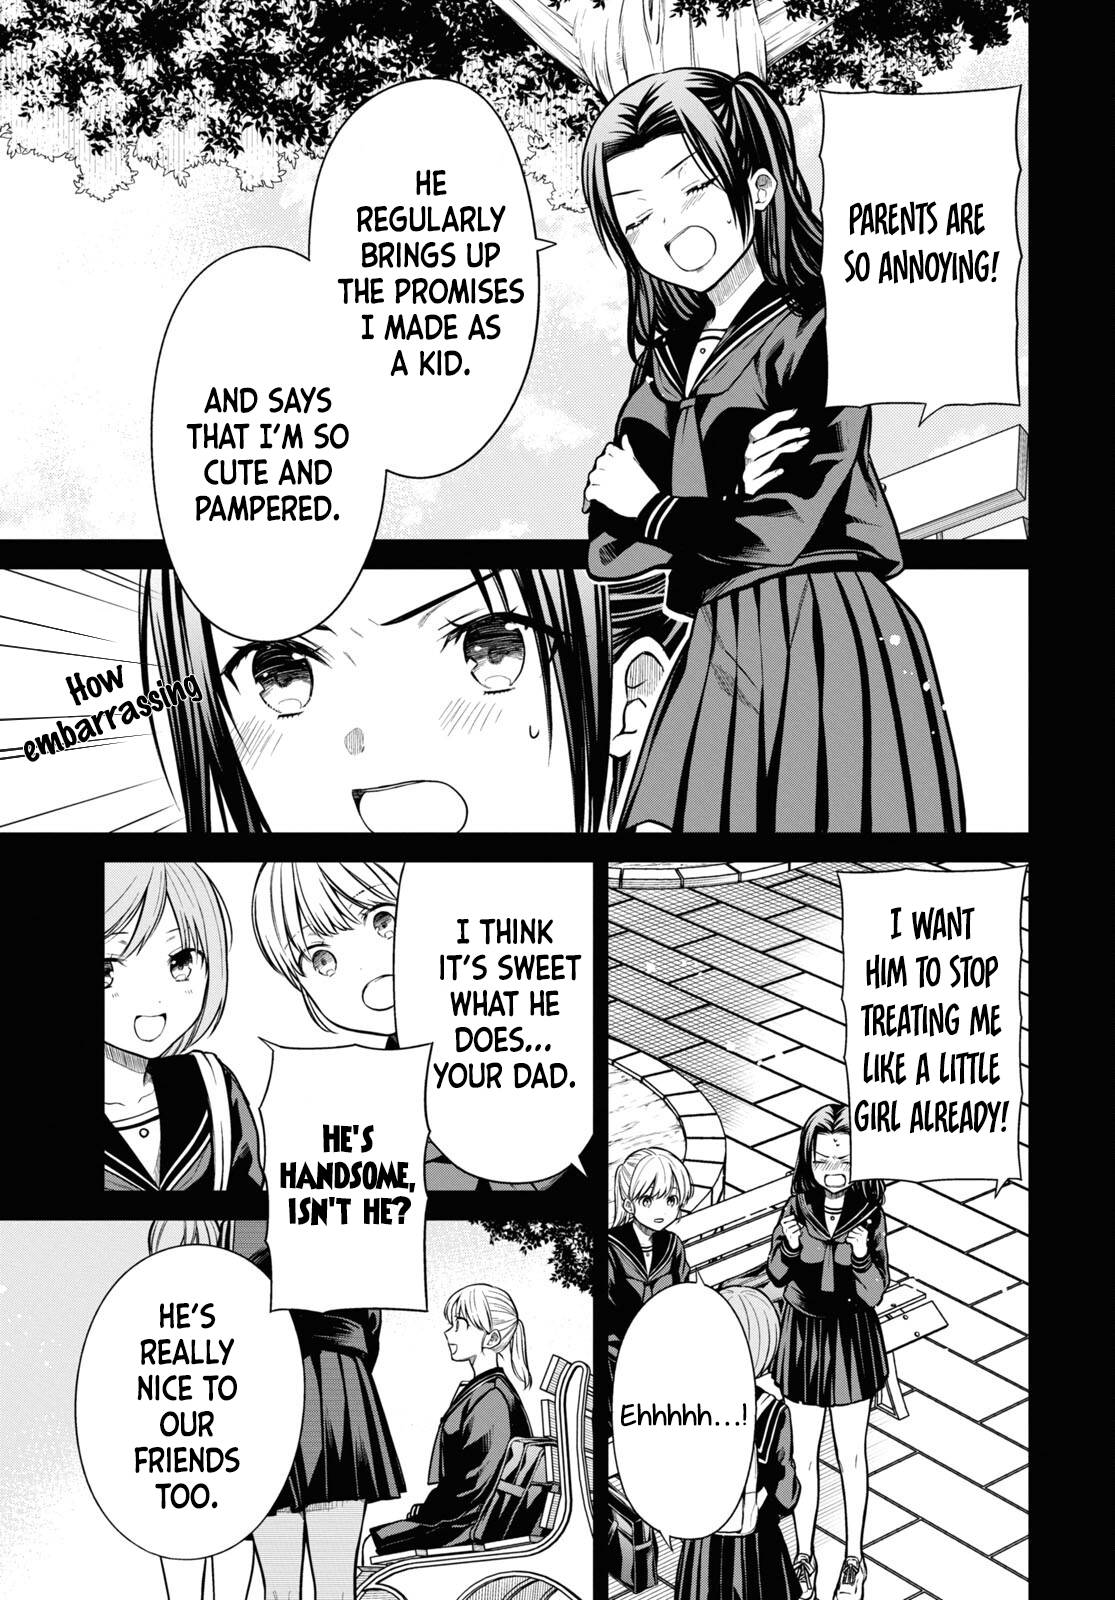 PARENTS ARE
SO ANNOYING!
HE
REGULARLY
BRINGS UP
THE PROMISES
I MADE AS
A KID.
AND SAYS
THAT I'M SO
CUTE AND
PAMPERED.
How
embarrassing
I WANT
HIM TO STOP
TREATING ME
LIKE A LITTLE
GIRL ALREADY!
Ehhhhh...!
I THINK
IT'S SWEET
WHAT HE
DOES...
YOUR DAD.
HE'S
HANDSOME,
ISN'T HE?
HE'S
REALLY
NICE TO
OUR
FRIENDS
TOO.